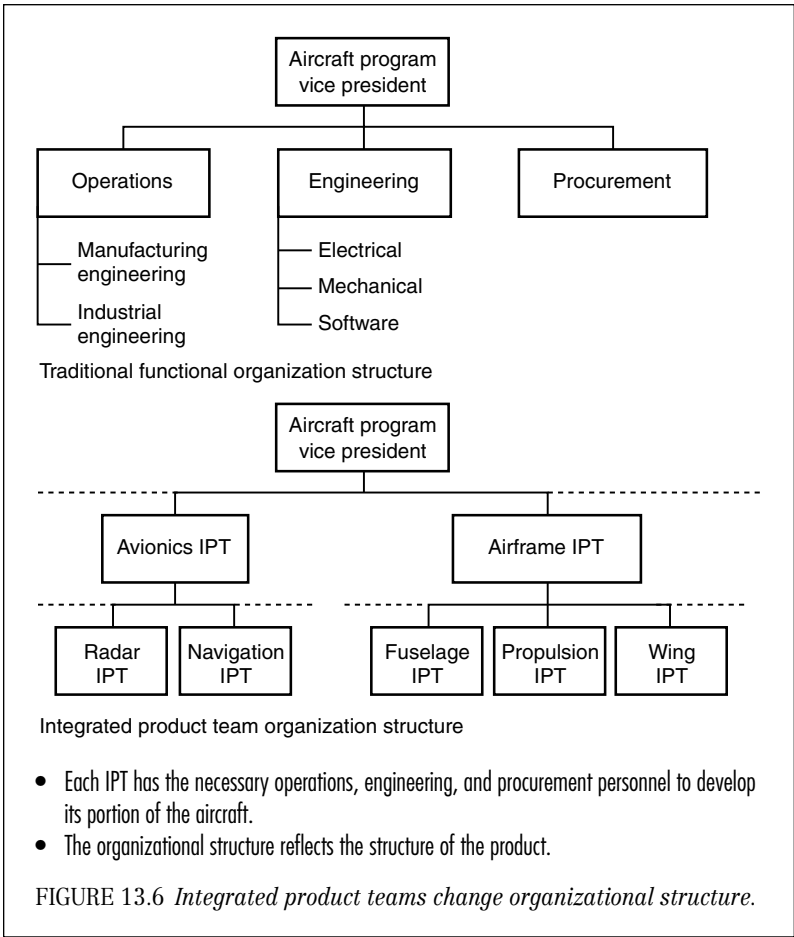 Aircraft program
vice president
Operations
Engineering
Procurement
Manufacturing
engineering
Industrial
engineering
Electrical
Mechanical
Software
Traditional functional organization structure
Aircraft program
vice president
Avionics IPT
Airframe IPT
Radar
IPT
Navigation
IPT
Fuselage
IPT
Propulsion
IPT
Wing
IPT
Integrated product team organization structure
• Each IPT has the necessary operations, engineering, and procurement personnel to develop
its portion of the aircraft.
• The organizational structure reflects the structure of the product.
FIGURE 13.6 Integrated product teams change organizational structure.